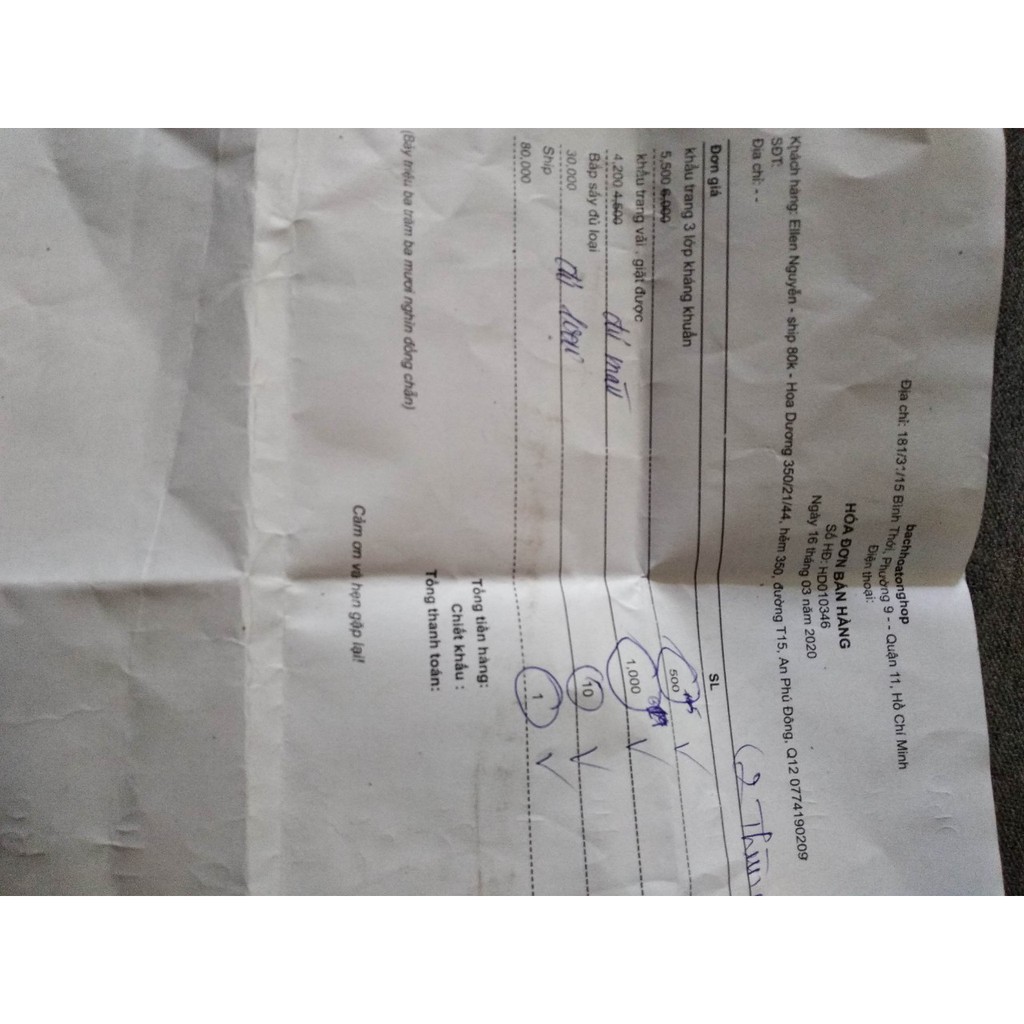 bachhoatonghop
Địa chỉ: 181/31/15 Bình Thới, Phường 9 - - Quận 11, Hồ Chí Minh
Điện thoại:
HÓA ĐƠN BÁN HÀNG
Số HĐ: HD010346
Ngày 16 tháng 03 năm 2020
Khách hàng: Ellen Nguyễn - ship 80k - Hoa Dương 350/21/44, hẻm 350, đường T15, An Phú Đông, Q12 0774190209
SĐT:
Địa chỉ: - -
2 Thùng
Đơn giá SL
khẩu trang 3 lớp kháng khuẩn
5,500 6,000 500
khẩu trang vải , giặt được
4,200 4,500 đủ màu 1,000
Bắp sấy đủ loại
30,000 đủ loại 10
Ship
80,000 1
Tổng tiền hàng:
Chiết khấu :
Tổng thanh toán:
(Bảy triệu ba trăm ba mươi nghìn đồng chẵn)
Cảm ơn và hẹn gặp lại!